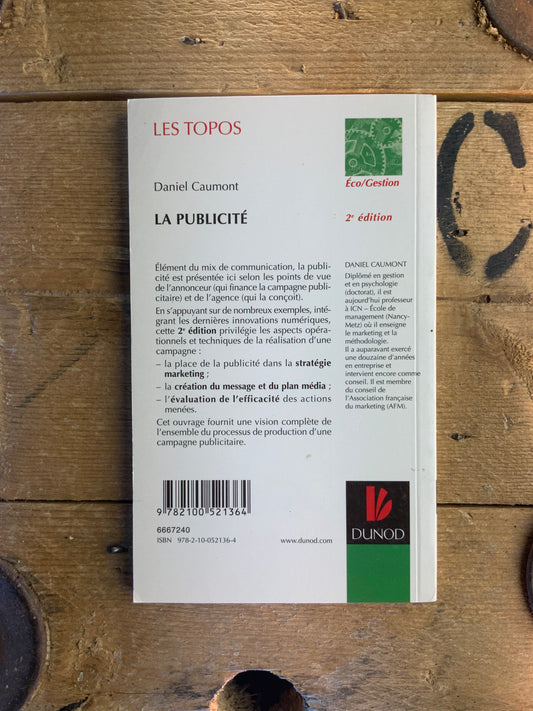 LES TOPOS
Éco/Gestion
Daniel Caumont
LA PUBLICITÉ
2e édition
Élément du mix de communication, la publi-
cité est présentée ici selon les points de vue
de l'annonceur (qui finance la campagne publi-
citaire) et de l'agence (qui la conçoit).
En s'appuyant sur de nombreux exemples, inté-
grant les dernières innovations numériques,
cette 2e édition privilégie les aspects opéra-
tionnels et techniques de la réalisation d'une
campagne :
– la place de la publicité dans la stratégie
marketing ;
– la création du message et du plan média ;
– l'évaluation de l'efficacité des actions
menées.
Cet ouvrage fournit une vision complète de
l'ensemble du processus de production d'une
campagne publicitaire.
DANIEL CAUMONT
Diplômé en gestion
et en psychologie
(doctorat), il est
aujourd'hui professeur
à ICN – École de
management (Nancy-
Metz) où il enseigne
le marketing et la
méthodologie.
Il a auparavant exercé
une douzaine d'années
en entreprise et
intervient encore comme
conseil. Il est membre
du conseil de
l'Association française
du marketing (AFM).
9 782100 521364
6667240
ISBN 978-2-10-052136-4
www.dunod.com
DUNOD
C